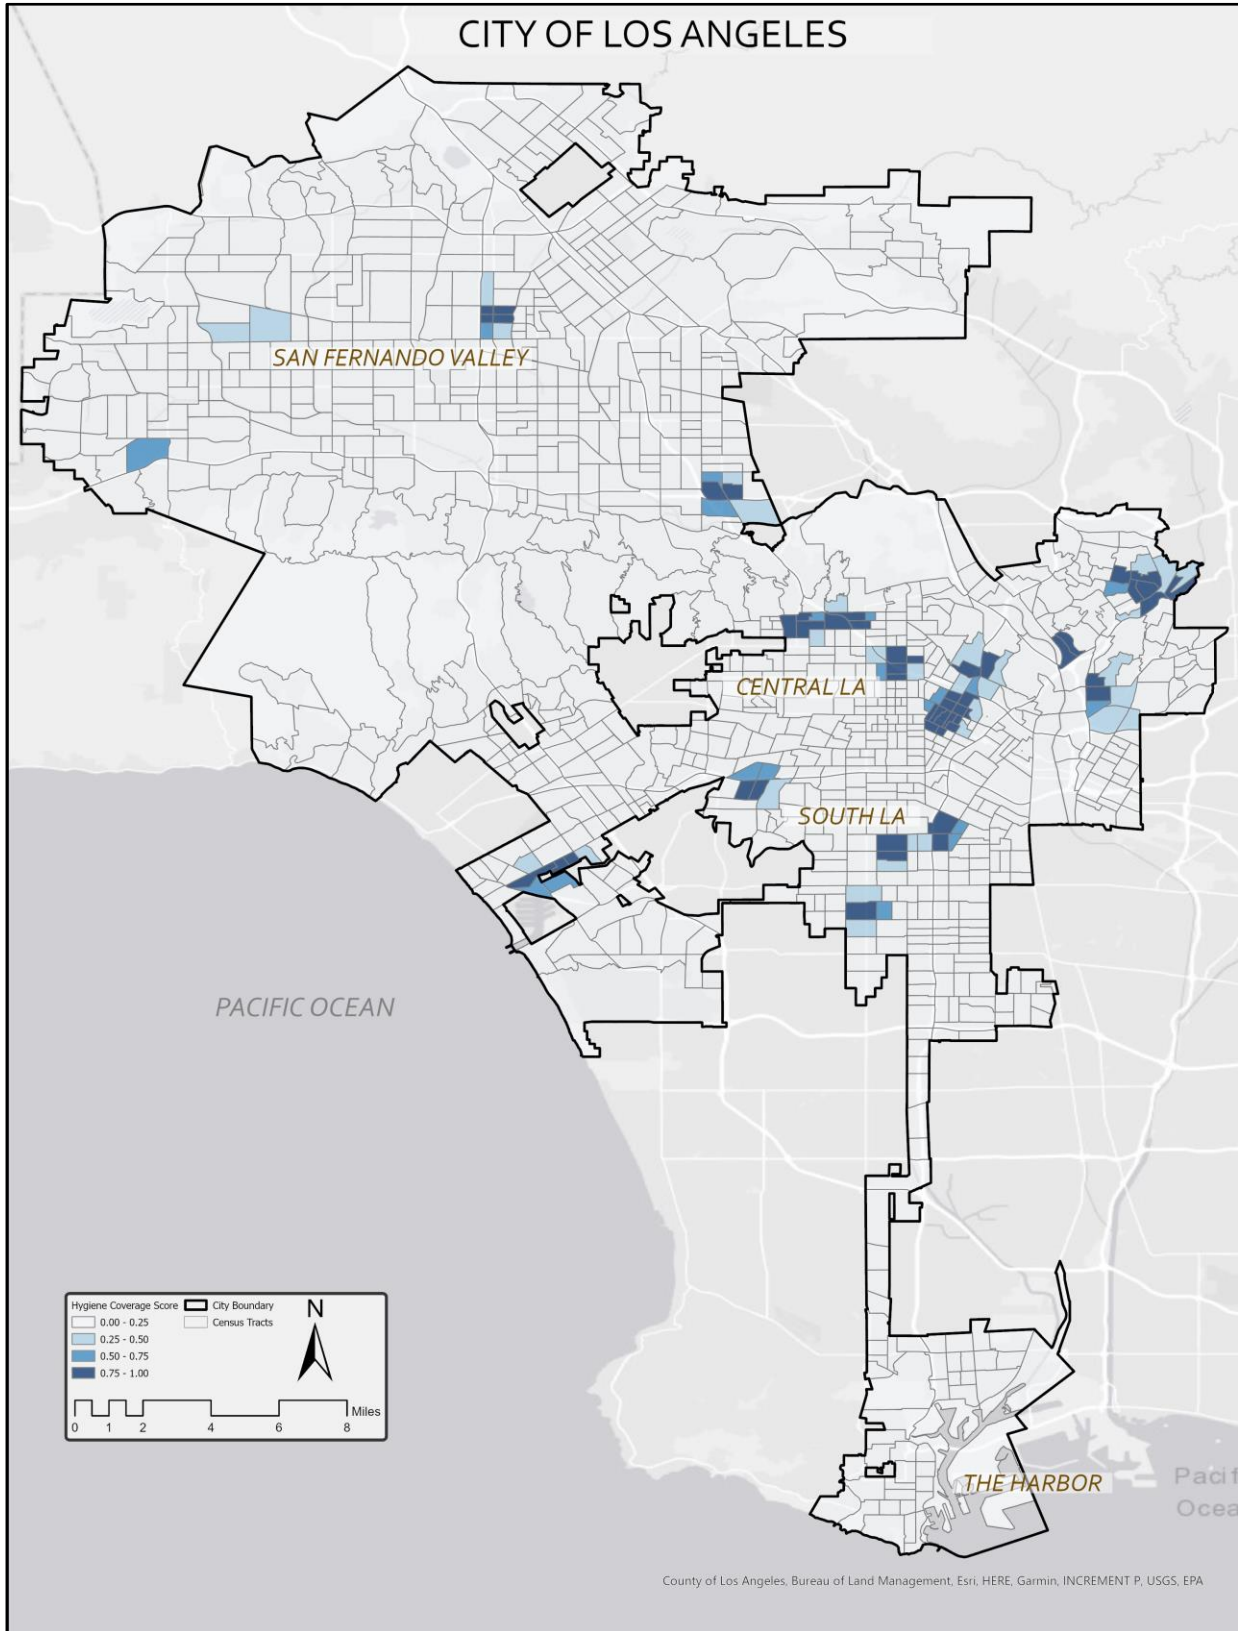 CITY OF LOS ANGELES
SAN FERNANDO VALLEY
CENTRAL LA
SOUTH LA
PACIFIC OCEAN
Hygiene Coverage Score
0.00 - 0.25
0.25 - 0.50
0.50 - 0.75
0.75 - 1.00
City Boundary
Census Tracts
N
Miles
0 1 2 4 6 8
THE HARBOR
Pacif
Ocea
County of Los Angeles, Bureau of Land Management, Esri, HERE, Garmin, INCREMENT P, USGS, EPA